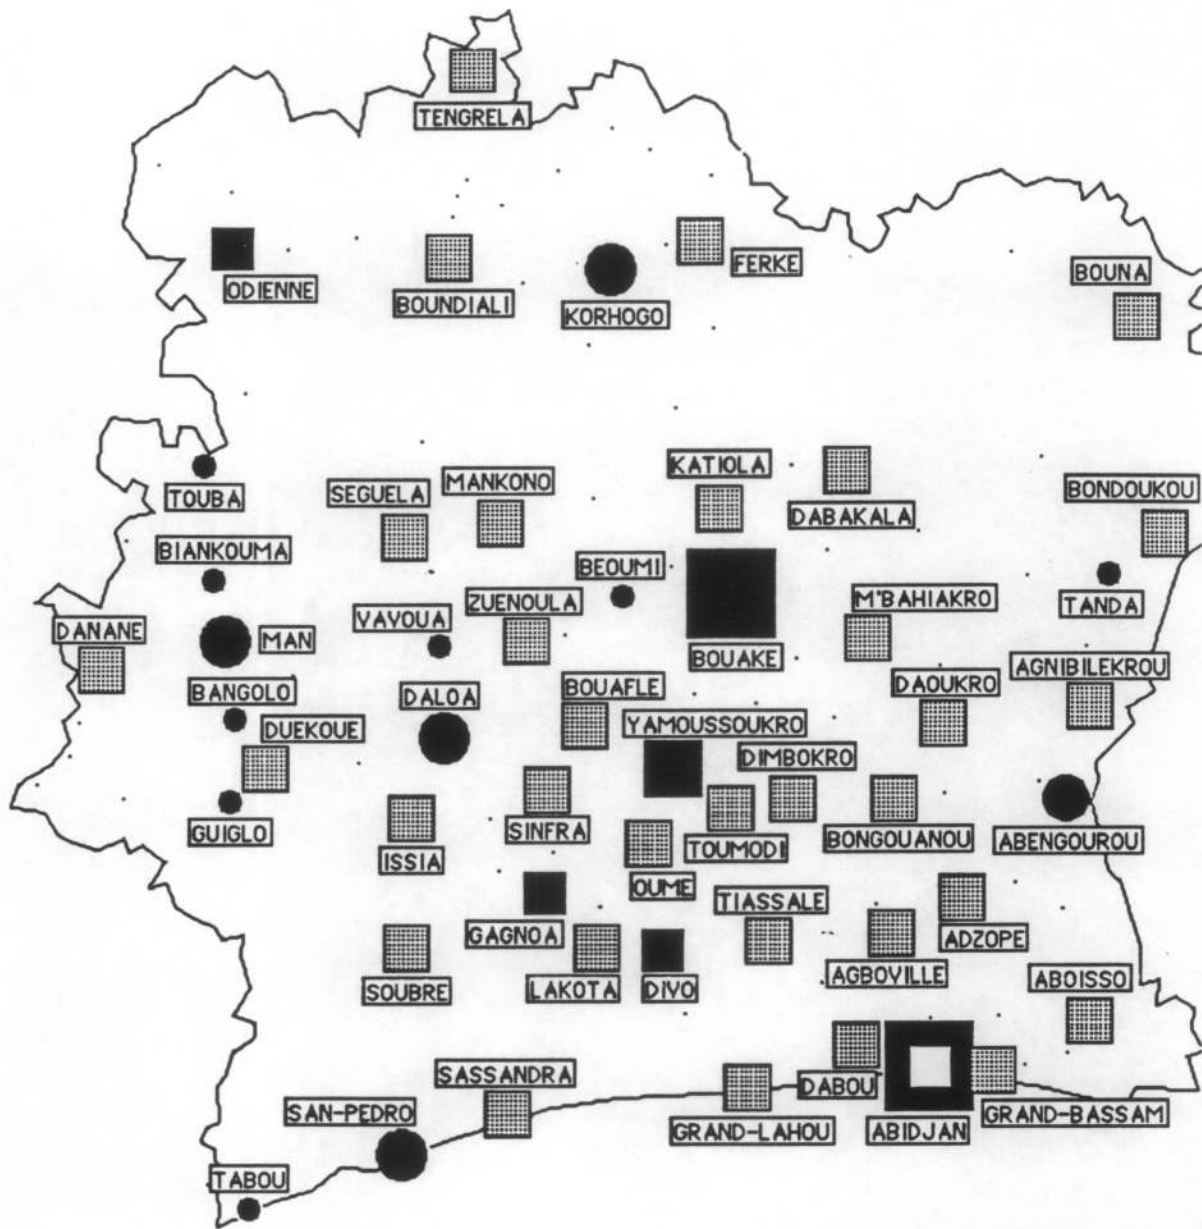 TENGRELA
ODIENNE
BOUNDIALI
KORHOGO
FERKE
BOUNA
TOUBA
SEGUELA
MANKONO
KATIOLA
DABAKALA
BONDOUKOU
BIANKOUMA
BEOUMI
ZUENOULA
M'BAHIAKRO
TANDA
DANANE
MAN
VAVOUA
BOUAKE
AGNIBILEKROU
BANGOLO
DALOA
BOUAFLE
DAOUKRO
DUEKOUE
YAMOUSSOUKRO
DIMBOKRO
GUIGLO
ISSIA
SINFRA
OUME
TOUMODI
BONGOUANOU
ABENGOUROU
GAGNOA
TIASSALE
ADZOPE
SOUBRE
LAKOTA
DIVO
AGBOVILLE
ABOISSO
SASSANDRA
DABOU
SAN-PEDRO
GRAND-LAHOU
ABIDJAN
GRAND-BASSAM
TABOU